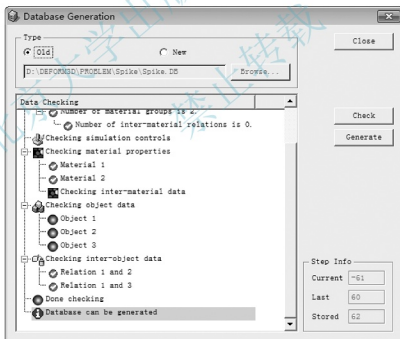 Database Generation
Type
Old
New
D:\DEFORM3D\PROBLEM\Spike\Spike.DB
Browse...
Close
Data Checking
Number of material groups is 2.
Number of inter-material relations is 0.
Checking simulation controls
Checking material properties
Material 1
Material 2
Checking inter-material data
Checking object data
Object 1
Object 2
Object 3
Checking inter-object data
Relation 1 and 2
Relation 1 and 3
Done checking
Database can be generated
Check
Generate
Step Info
Current -61
Last 60
Stored 62
禁止转载